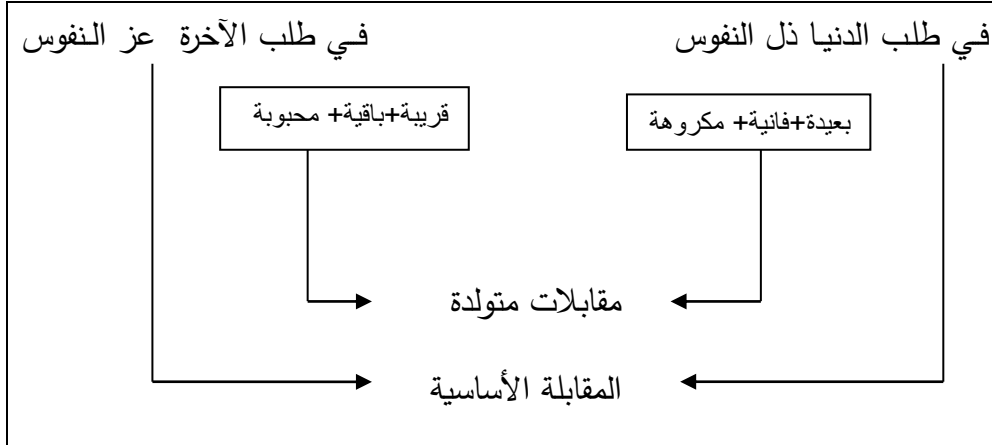 في طلب الدنيا ذل النفوس
في طلب الآخرة عز النفوس
بعيدة+فانية+ مكروهة
قريبة+باقية+ محبوبة
مقابلات متولدة
المقابلة الأساسية